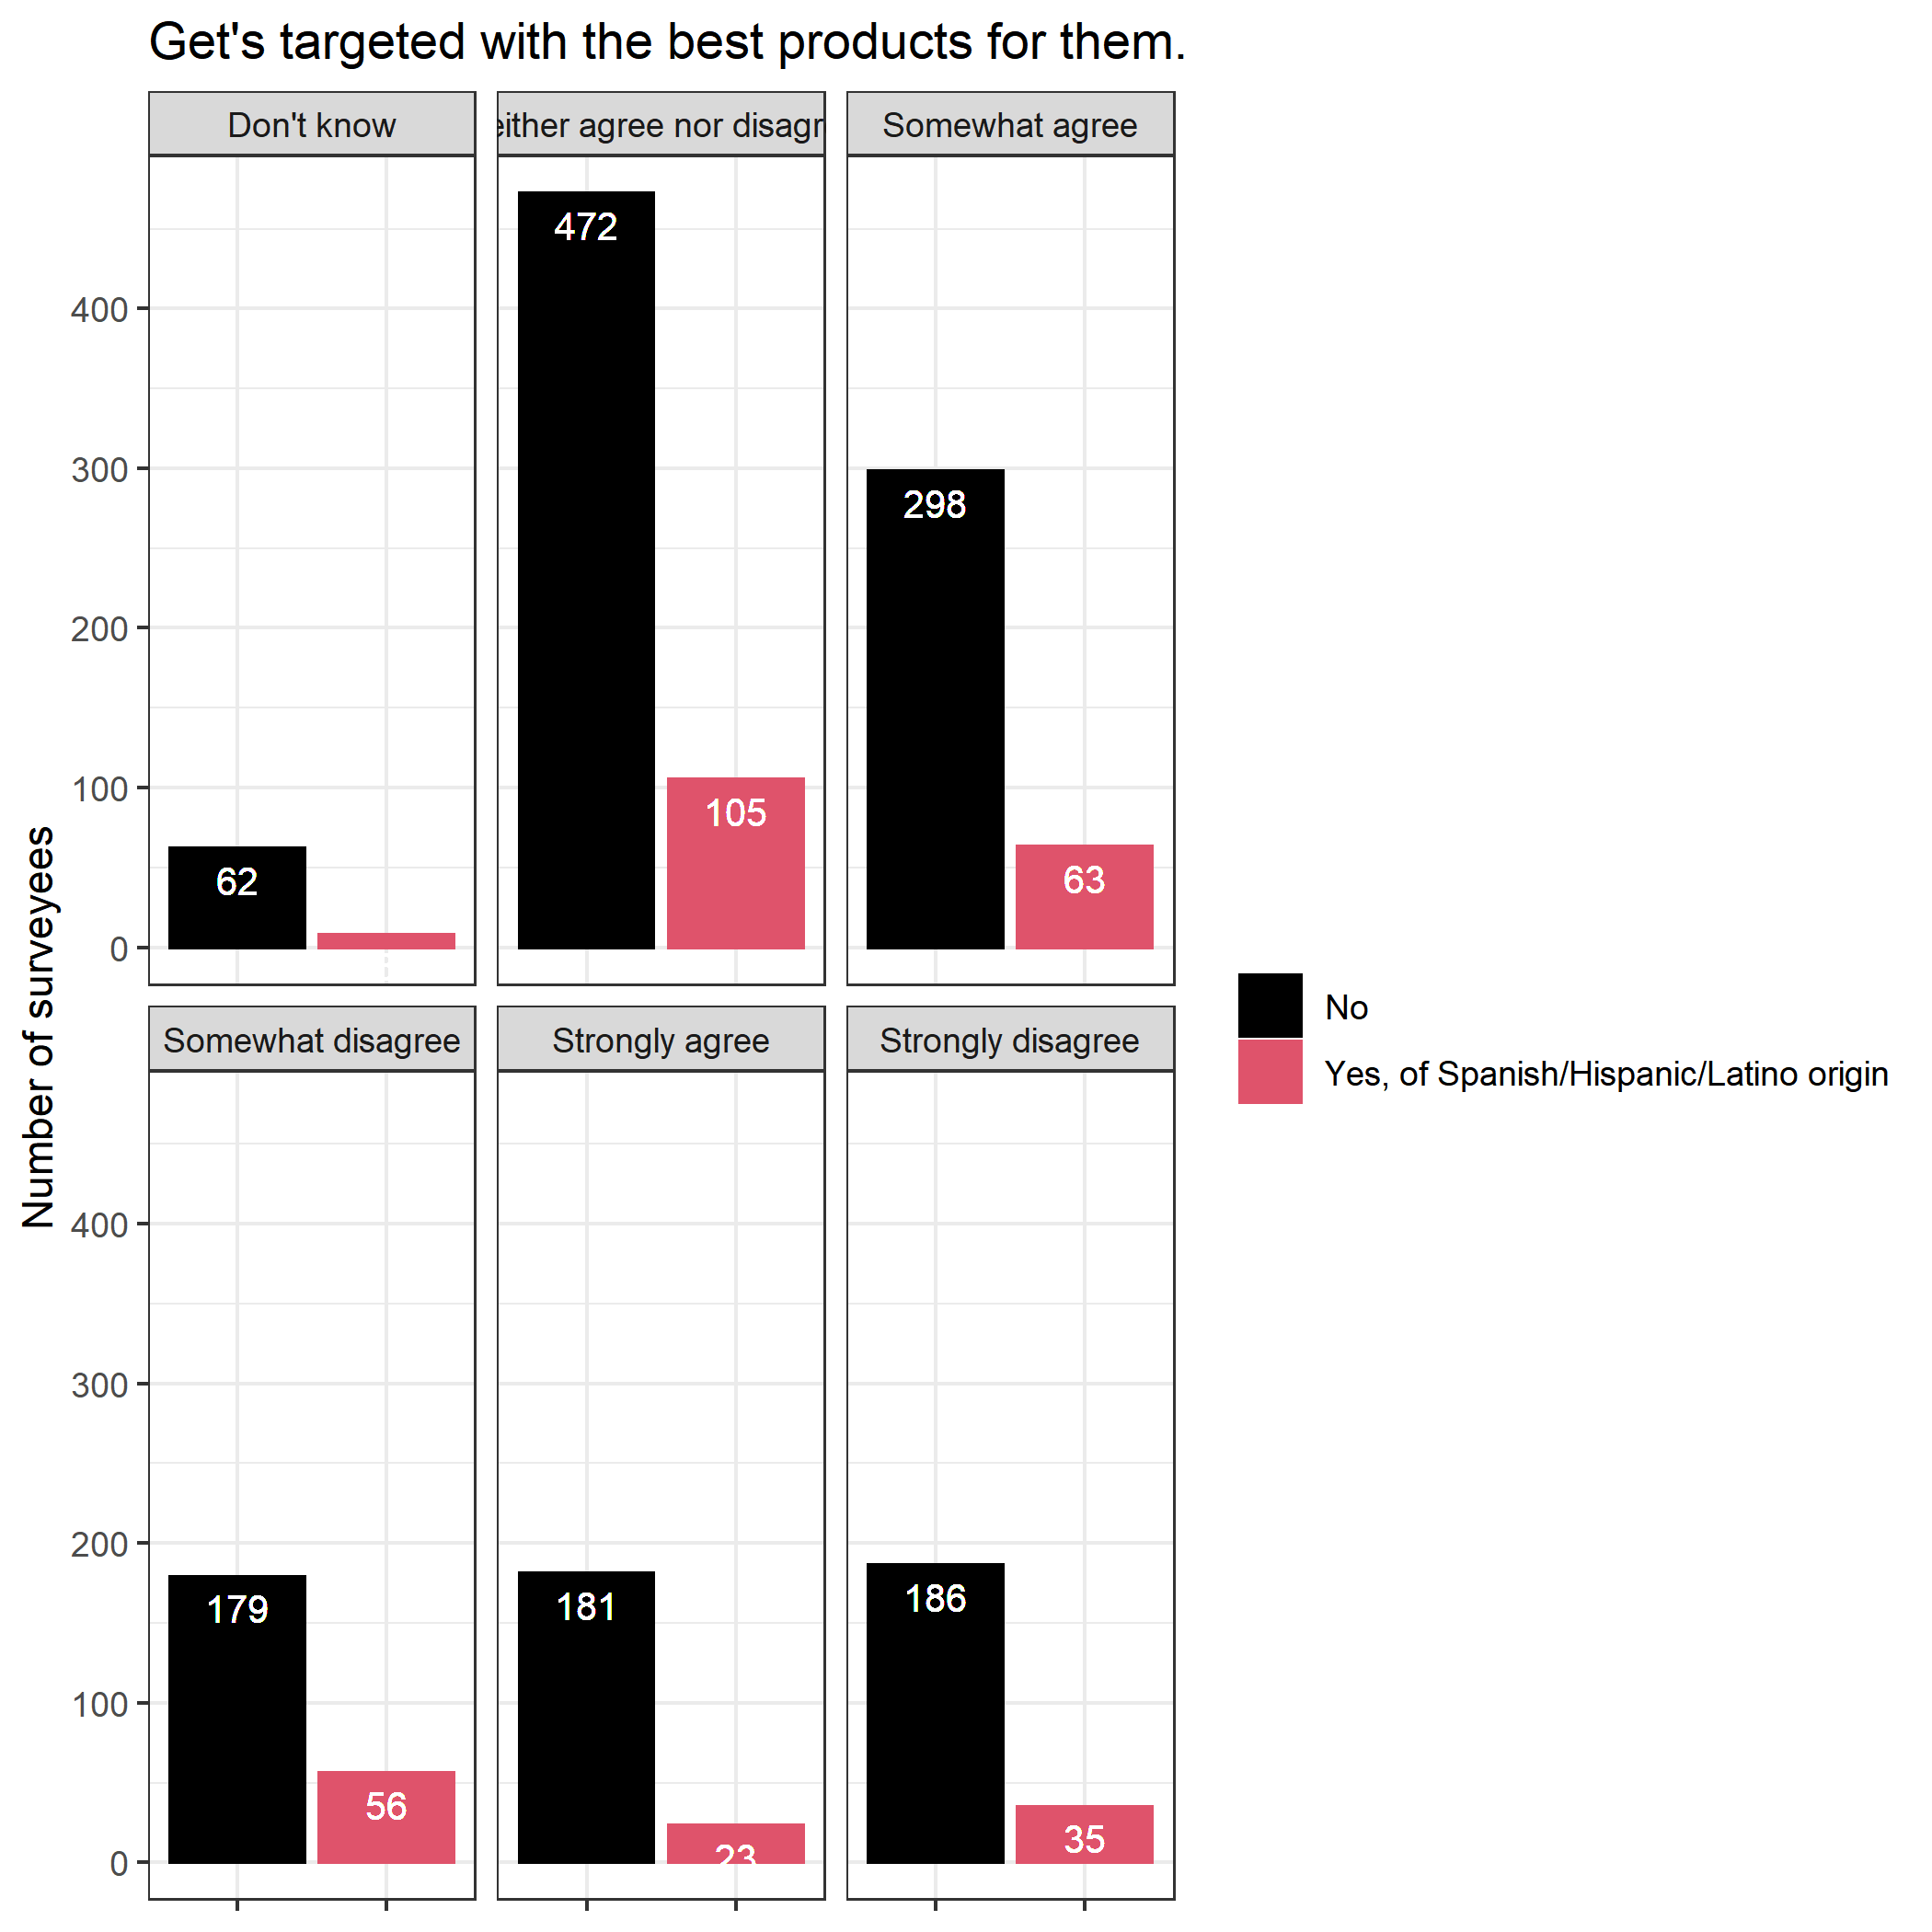 Get's targeted with the best products for them.
Don't know
either agree nor disagr
Somewhat agree
472
400
298
300
200
105
100
62
63
0
Number of surveyees
No
Yes, of Spanish/Hispanic/Latino origin
Somewhat disagree
Strongly agree
Strongly disagree
400
300
200
179
181
186
100
56
23
35
0